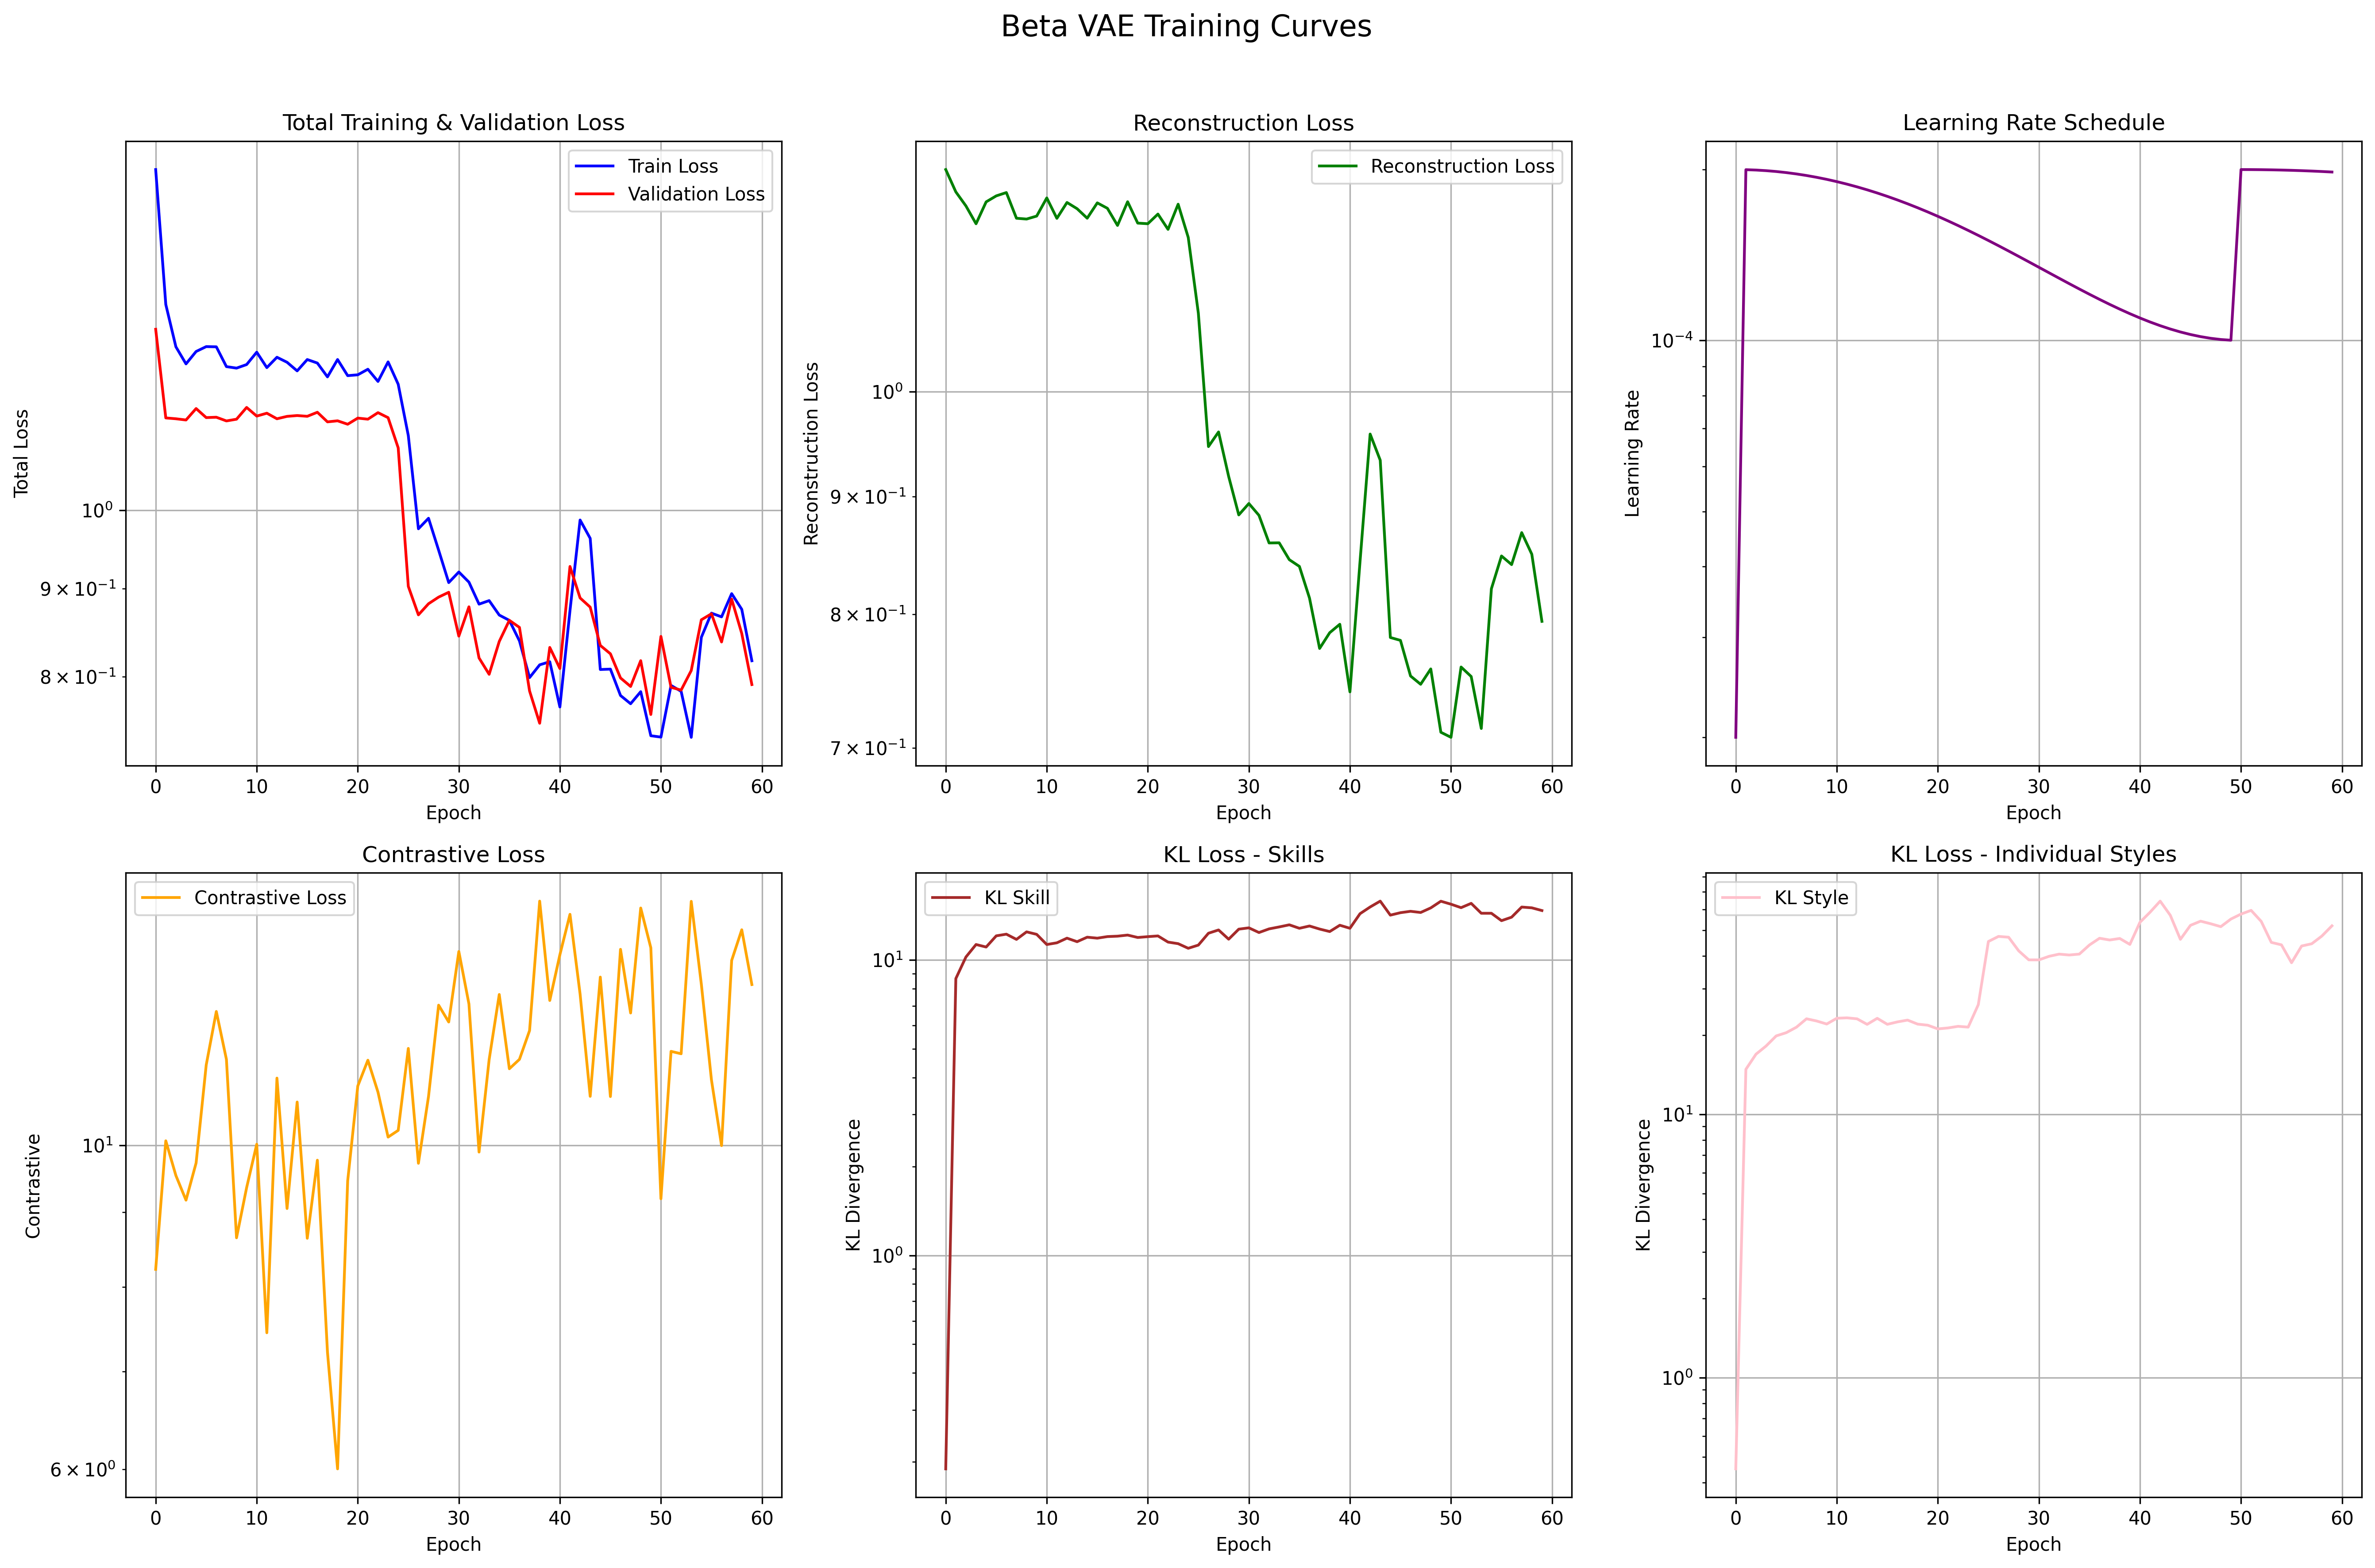 Beta VAE Training Curves
Total Training & Validation Loss
Total Loss
10⁰
9 × 10⁻¹
8 × 10⁻¹
Train Loss
Validation Loss
0 10 20 30 40 50 60
Epoch
Reconstruction Loss
Reconstruction Loss
10⁰
9 × 10⁻¹
8 × 10⁻¹
7 × 10⁻¹
Reconstruction Loss
0 10 20 30 40 50 60
Epoch
Learning Rate Schedule
Learning Rate
10⁻⁴
0 10 20 30 40 50 60
Epoch
Contrastive Loss
Contrastive
10¹
6 × 10⁰
Contrastive Loss
0 10 20 30 40 50 60
Epoch
KL Loss - Skills
KL Divergence
10¹
10⁰
KL Skill
0 10 20 30 40 50 60
Epoch
KL Loss - Individual Styles
KL Divergence
10¹
10⁰
KL Style
0 10 20 30 40 50 60
Epoch